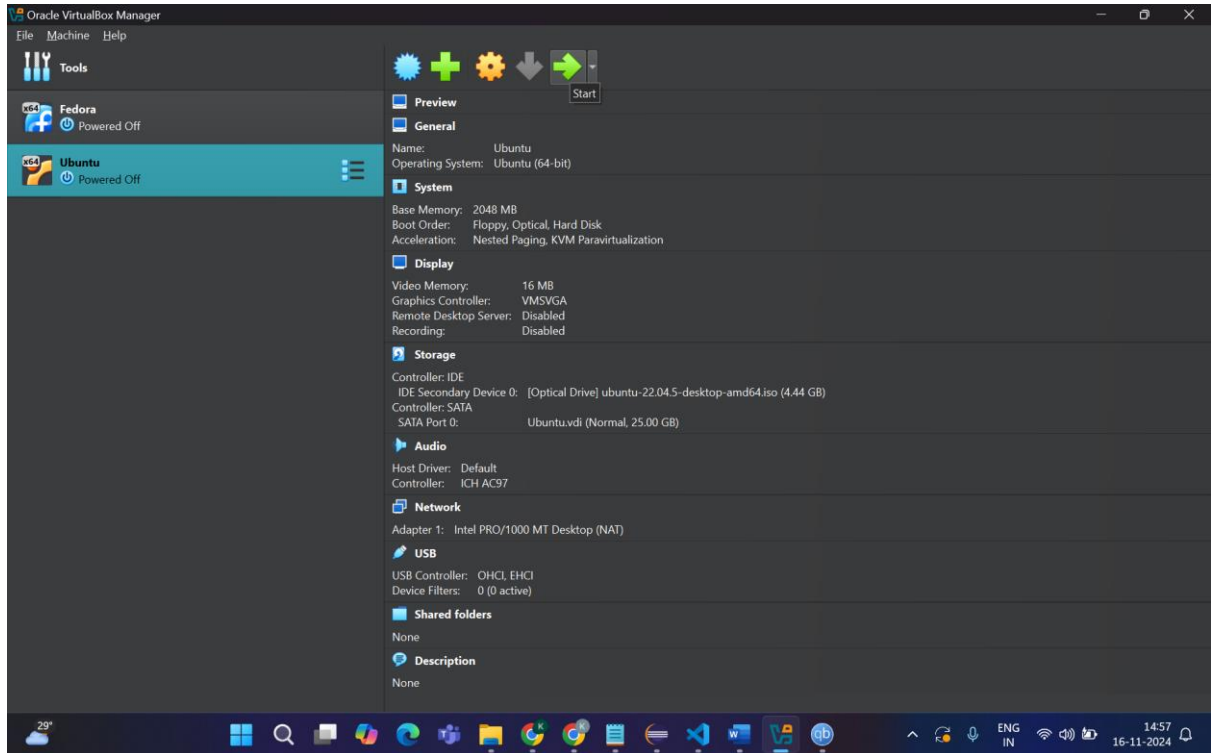 Oracle VirtualBox Manager
File Machine Help
Tools
Start
x64
Fedora
Powered Off
x64
Ubuntu
Powered Off
Preview
General
Name: Ubuntu
Operating System: Ubuntu (64-bit)
System
Base Memory: 2048 MB
Boot Order: Floppy, Optical, Hard Disk
Acceleration: Nested Paging, KVM Paravirtualization
Display
Video Memory: 16 MB
Graphics Controller: VMSVGA
Remote Desktop Server: Disabled
Recording: Disabled
Storage
Controller: IDE
IDE Secondary Device 0: [Optical Drive] ubuntu-22.04.5-desktop-amd64.iso (4.44 GB)
Controller: SATA
SATA Port 0: Ubuntu.vdi (Normal, 25.00 GB)
Audio
Host Driver: Default
Controller: ICH AC97
Network
Adapter 1: Intel PRO/1000 MT Desktop (NAT)
USB
USB Controller: OHCI, EHCI
Device Filters: 0 (0 active)
Shared folders
None
Description
None
29°
K
K
W
qb
ENG
IN
14:57
16-11-2024